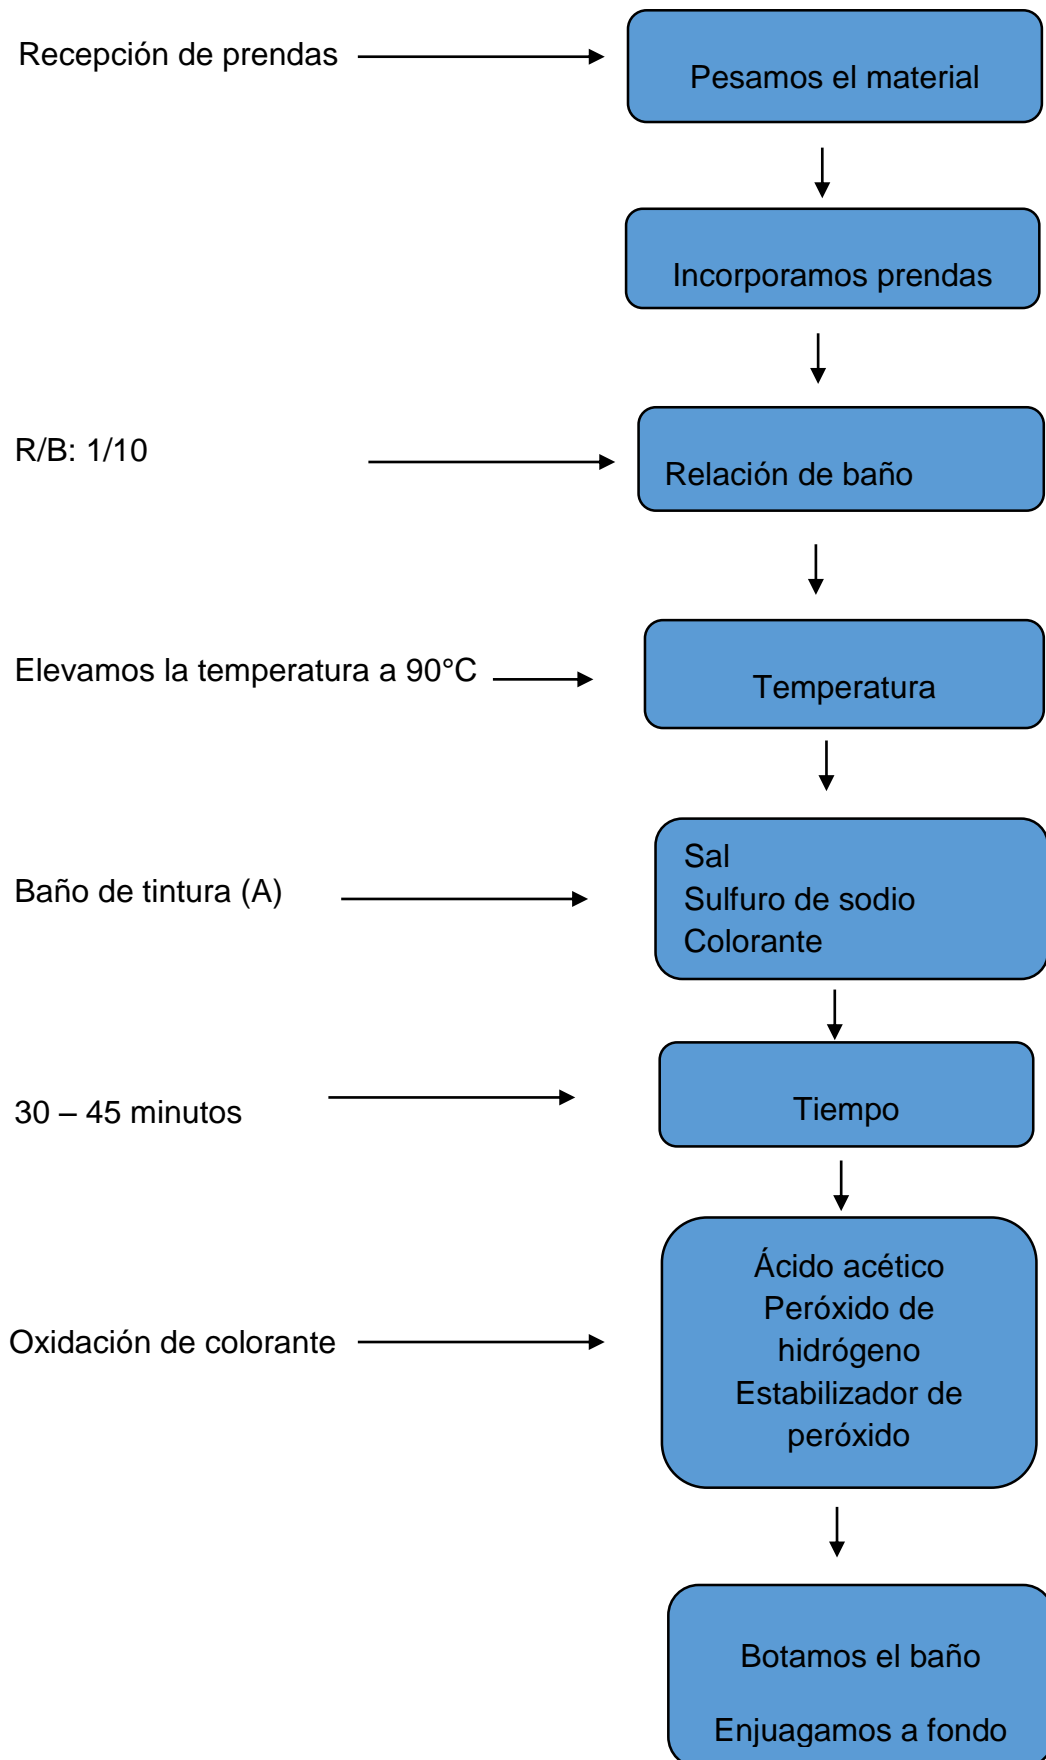 Recepción de prendas
Pesamos el material
Incorporamos prendas
R/B: 1/10
Relación de baño
Elevamos la temperatura a 90°C
Temperatura
Baño de tintura (A)
Sal
Sulfuro de sodio
Colorante
30 – 45 minutos
Tiempo
Oxidación de colorante
Ácido acético
Peróxido de
hidrógeno
Estabilizador de
peróxido
Botamos el baño
Enjuagamos a fondo